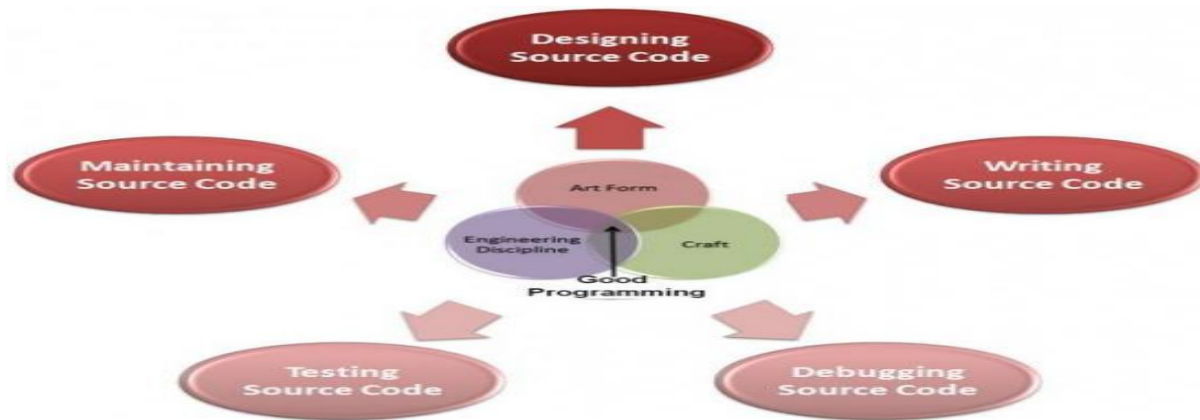 Designing
Source Code
Maintaining
Source Code
Writing
Source Code
Art Form
Engineering
Discipline
Craft
Good
Programming
Testing
Source Code
Debugging
Source Code